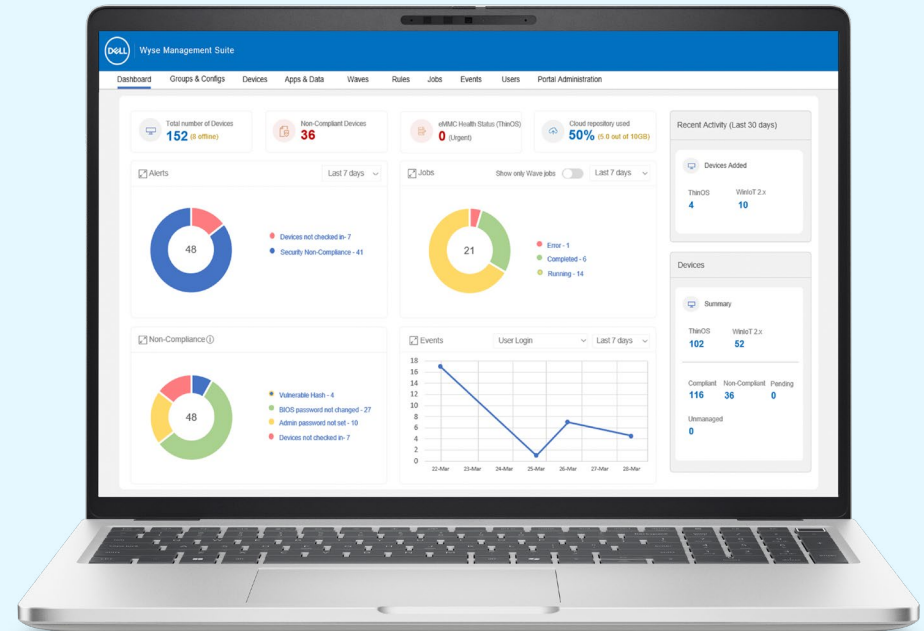 DELL
Wyse Management Suite
Dashboard Groups & Configs Devices Apps & Data Waves Rules Jobs Events Users Portal Administration
Total number of Devices
152 (8 offline)
Non-Compliant Devices
36
eMMC Health Status (ThinOS)
0 (Urgent)
Cloud repository used
50% (5.0 out of 10GB)
Recent Activity (Last 30 days)
Devices Added
ThinOS WinIoT 2.x
4 10
Alerts Last 7 days
48
Devices not checked in- 7
Security Non-Compliance - 41
Jobs Show only Wave jobs Last 7 days
21
Error - 1
Completed - 6
Running - 14
Devices
Summary
ThinOS WinIoT 2.x
102 52
Compliant Non-Compliant Pending
116 36 0
Unmanaged
0
Non-Compliance
48
Vulnerable Hash - 4
BIOS password not changed - 27
Admin password not set - 10
Devices not checked in- 7
Events User Login Last 7 days
18
16
14
12
10
8
6
4
2
0
22-Mar 23-Mar 24-Mar 25-Mar 26-Mar 27-Mar 28-Mar